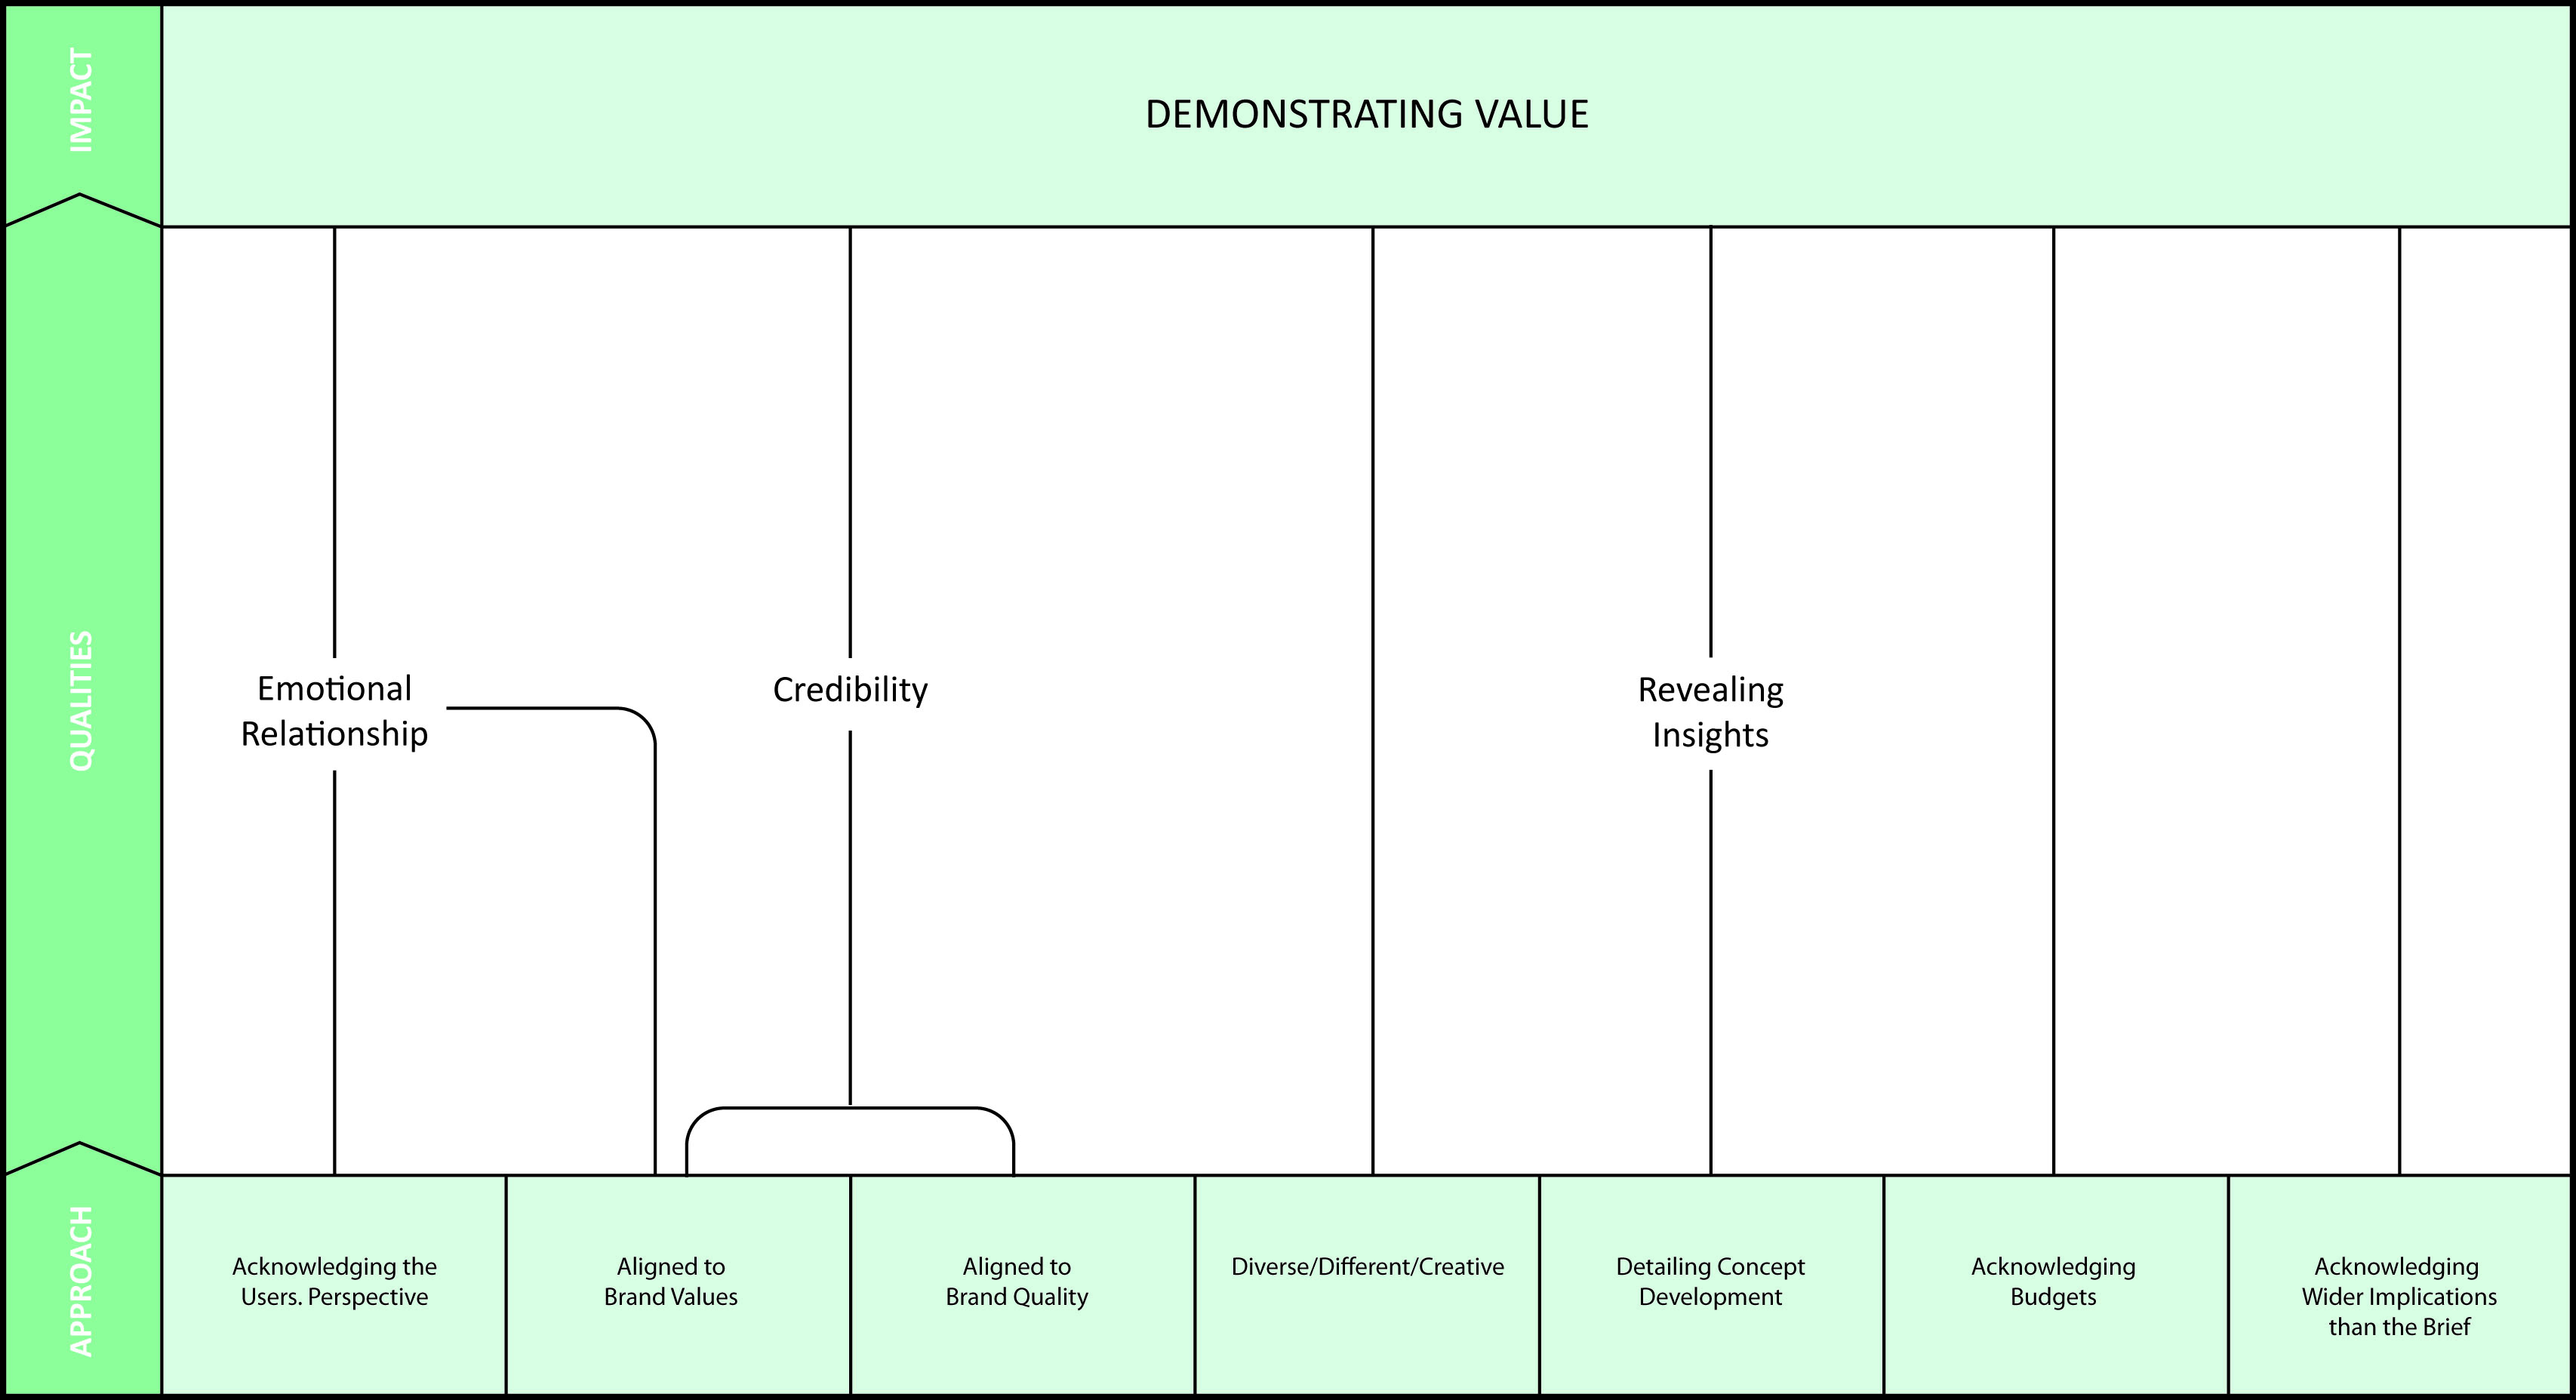 IMPACT
DEMONSTRATING VALUE
QUALITIES
Emotional
Relationship
Credibility
Revealing
Insights
APPROACH
Acknowledging the
Users. Perspective
Aligned to
Brand Values
Aligned to
Brand Quality
Diverse/Different/Creative
Detailing Concept
Development
Acknowledging
Budgets
Acknowledging
Wider Implications
than the Brief